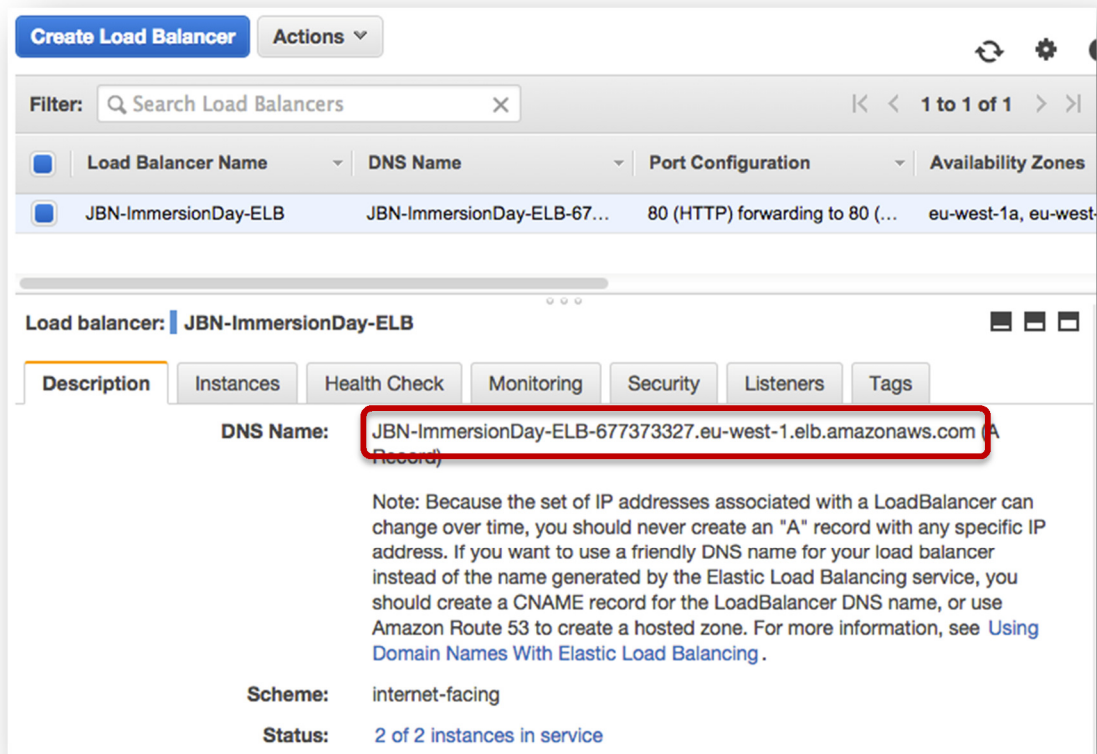 Create Load Balancer Actions
Filter: Search Load Balancers 1 to 1 of 1
Load Balancer Name DNS Name Port Configuration Availability Zones
JBN-ImmersionDay-ELB JBN-ImmersionDay-ELB-67... 80 (HTTP) forwarding to 80 (... eu-west-1a, eu-west-
Load balancer: JBN-ImmersionDay-ELB
Description Instances Health Check Monitoring Security Listeners Tags
DNS Name: JBN-ImmersionDay-ELB-677373327.eu-west-1.elb.amazonaws.com (A
Record)
Note: Because the set of IP addresses associated with a LoadBalancer can
change over time, you should never create an "A" record with any specific IP
address. If you want to use a friendly DNS name for your load balancer
instead of the name generated by the Elastic Load Balancing service, you
should create a CNAME record for the LoadBalancer DNS name, or use
Amazon Route 53 to create a hosted zone. For more information, see Using
Domain Names With Elastic Load Balancing.
Scheme: internet-facing
Status: 2 of 2 instances in service